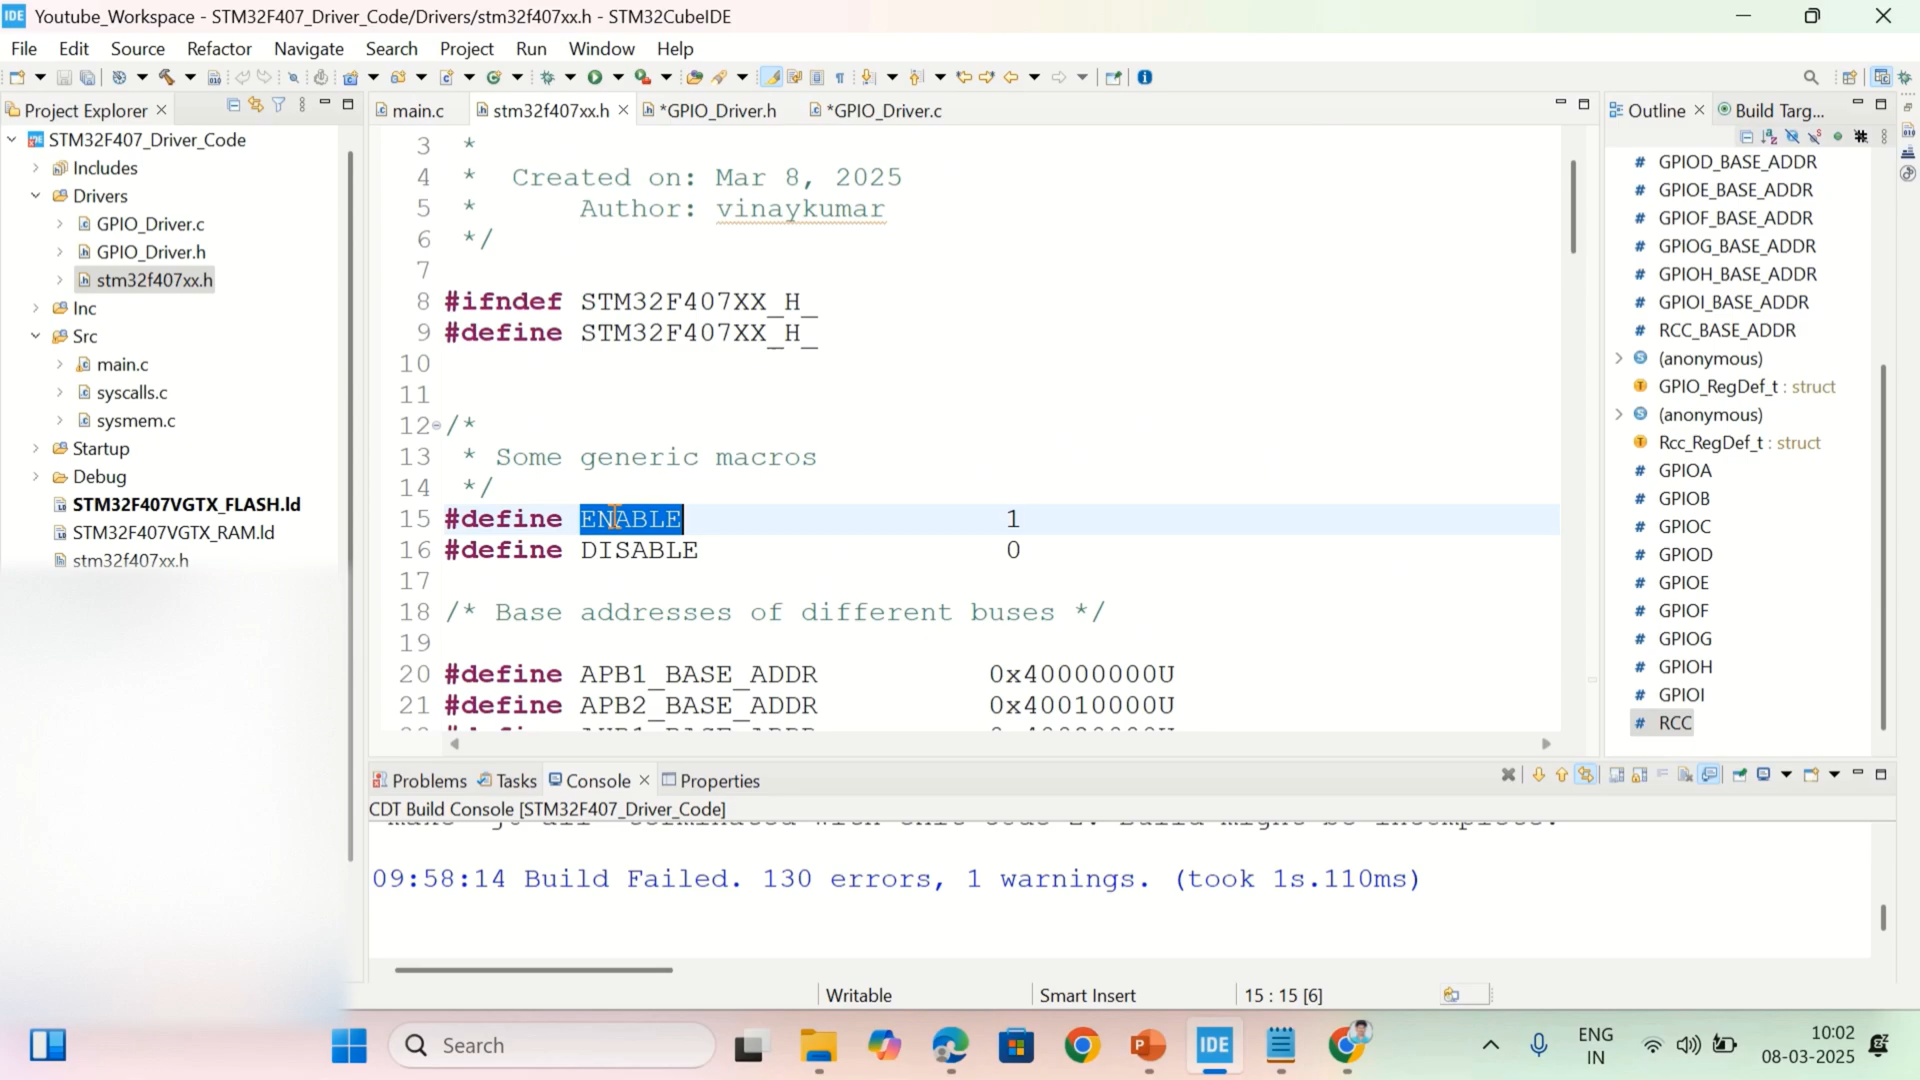 IDE Youtube_Workspace - STM32F407_Driver_Code/Drivers/stm32f407xx.h - STM32CubeIDE
File Edit Source Refactor Navigate Search Project Run Window Help
Project Explorer
STM32F407_Driver_Code
Includes
Drivers
GPIO_Driver.c
GPIO_Driver.h
stm32f407xx.h
Inc
Src
main.c
syscalls.c
sysmem.c
Startup
Debug
STM32F407VGTX_FLASH.ld
STM32F407VGTX_RAM.ld
stm32f407xx.h
main.c stm32f407xx.h *GPIO_Driver.h *GPIO_Driver.c
3 *
4 * Created on: Mar 8, 2025
5 * Author: vinaykumar
6 */
7
8 #ifndef STM32F407XX_H_
9 #define STM32F407XX_H_
10
11
12 /*
13 * Some generic macros
14 */
15 #define ENABLE 1
16 #define DISABLE 0
17
18 /* Base addresses of different buses */
19
20 #define APB1_BASE_ADDR 0x40000000U
21 #define APB2_BASE_ADDR 0x40010000U
Outline Build Targ...
# GPIOD_BASE_ADDR
# GPIOE_BASE_ADDR
# GPIOF_BASE_ADDR
# GPIOG_BASE_ADDR
# GPIOH_BASE_ADDR
# GPIOI_BASE_ADDR
# RCC_BASE_ADDR
(anonymous)
GPIO_RegDef_t : struct
(anonymous)
Rcc_RegDef_t : struct
# GPIOA
# GPIOB
# GPIOC
# GPIOD
# GPIOE
# GPIOF
# GPIOG
# GPIOH
# GPIOI
# RCC
Problems Tasks Console Properties
CDT Build Console [STM32F407_Driver_Code]
09:58:14 Build Failed. 130 errors, 1 warnings. (took 1s.110ms)
Writable Smart Insert 15 : 15 [6]
Search
IDE
ENG
IN
10:02
08-03-2025